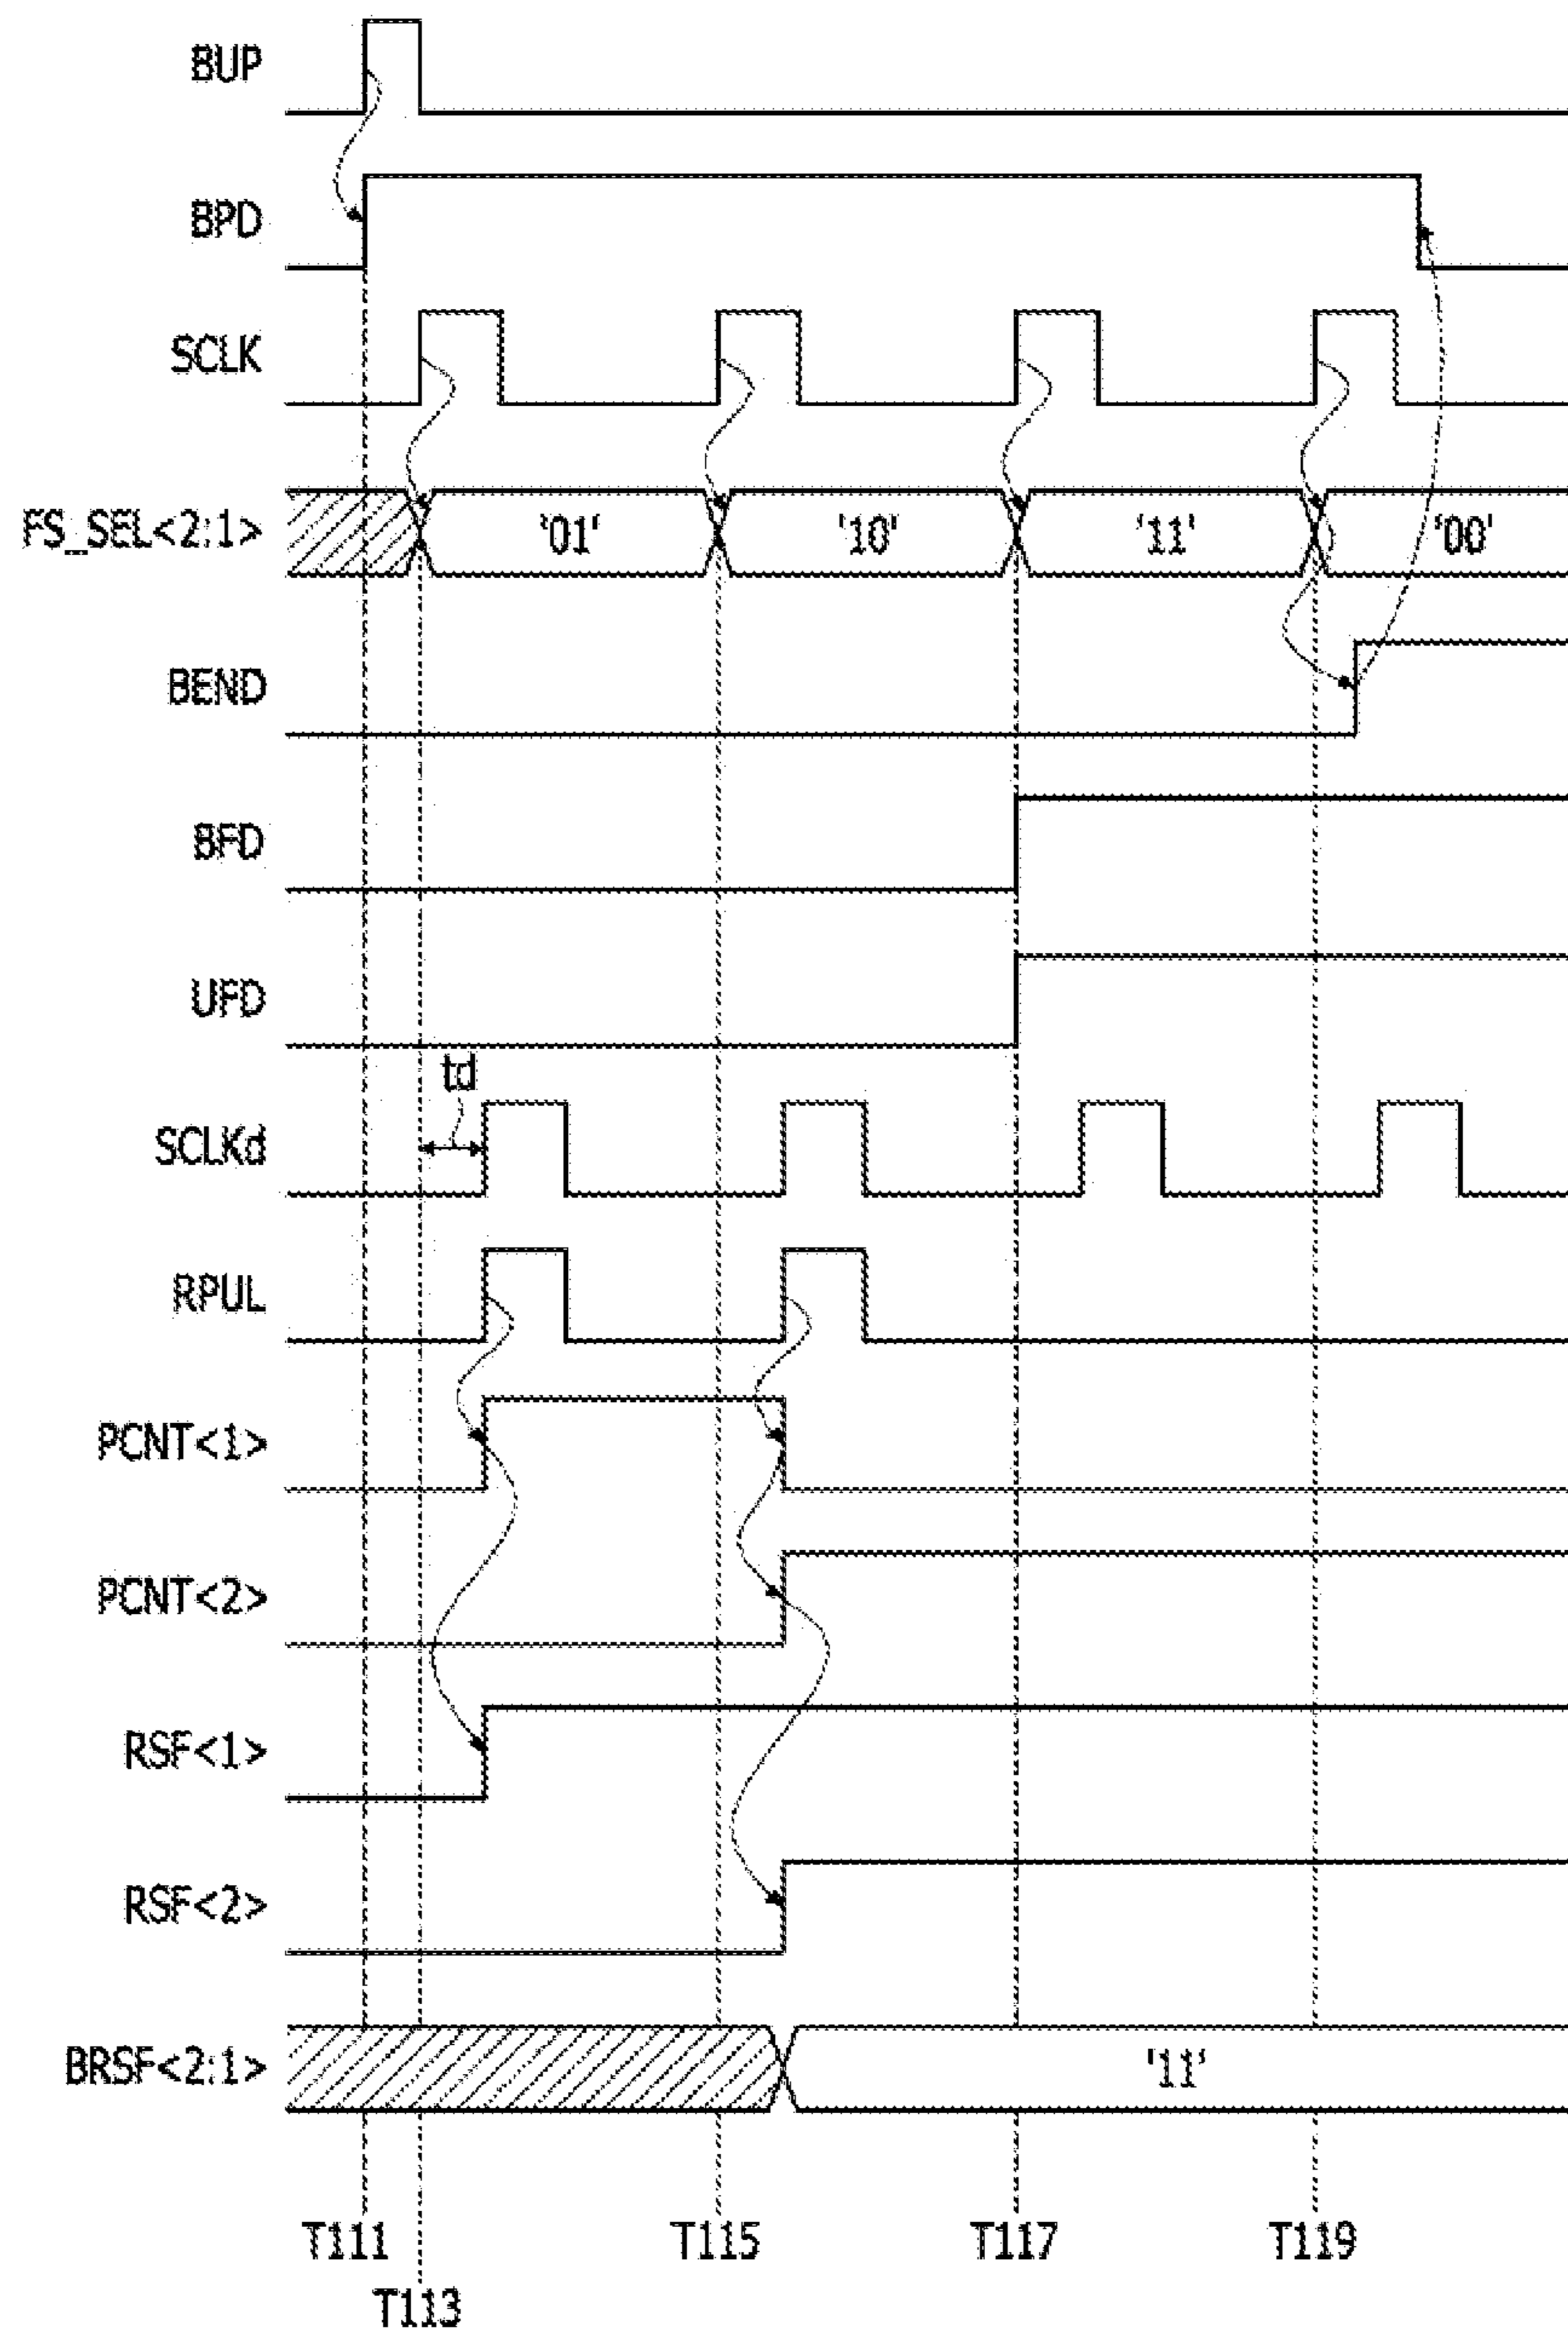 BUP
BPD
SCLK
FS_SEL<2:1> '01' '10' '11' '00'
BEND
BFD
UFD
td
SCLKd
RPUL
PCNT<1>
PCNT<2>
RSF<1>
RSF<2>
BRSF<2:1> '11'
T111 T115 T117 T119
T113